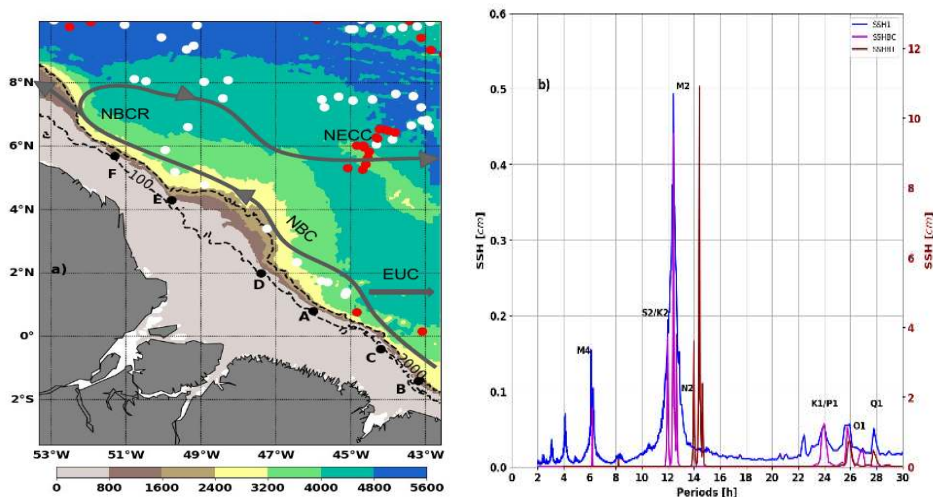 8°N
6°N
4°N
2°N
0°
2°S
53°W
51°W
49°W
47°W
45°W
43°W
0
800
1600
2400
3200
4000
4800
5600
NBCR
NECC
NBC
EUC
F
100
E
D
A
C
2000
B
a)
b)
0.6
0.5
0.4
0.3
0.2
0.1
0.0
SSH [cm]
SSH1
SSHBC
SSHBT
M2
S2/K2
M4
N2
K1/P1
O1
Q1
0 2 4 6 8 10 12 14 16 18 20 22 24 26 28 30
Periods [h]
12
10
8
6
4
2
0
SSH [cm]